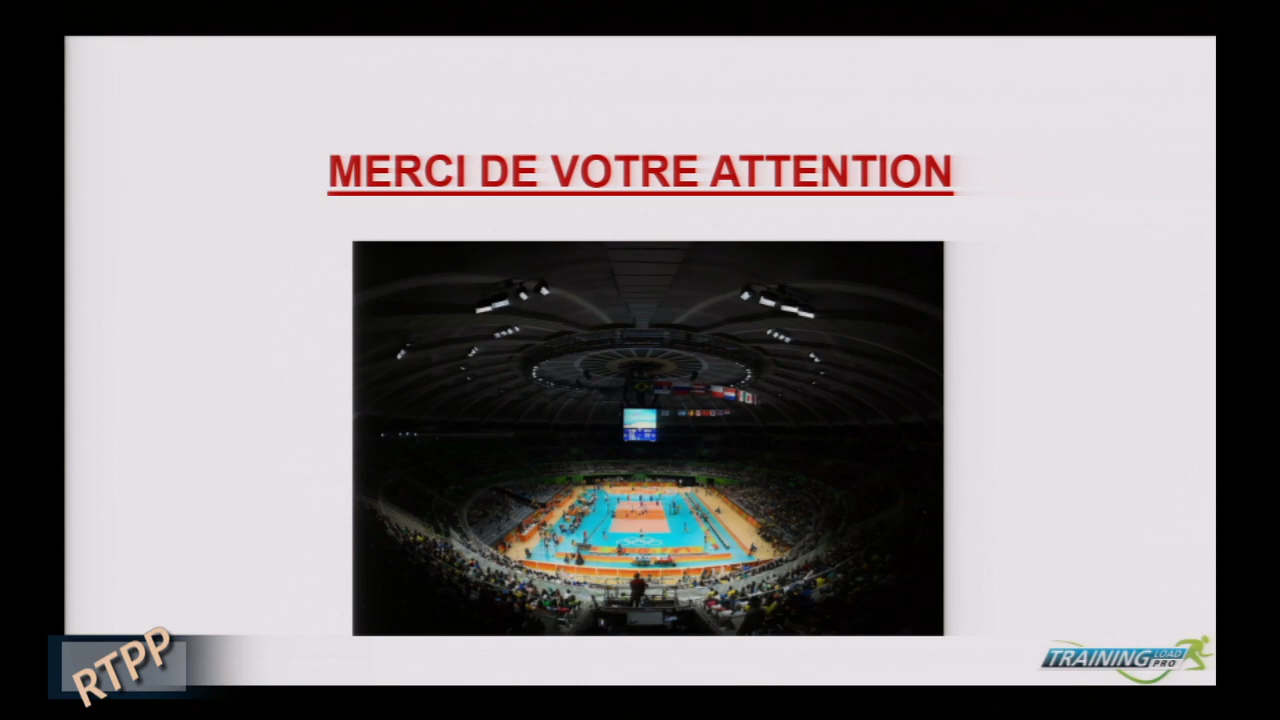 MERCI DE VOTRE ATTENTION
RTPP
TRAINING LOAD PRO